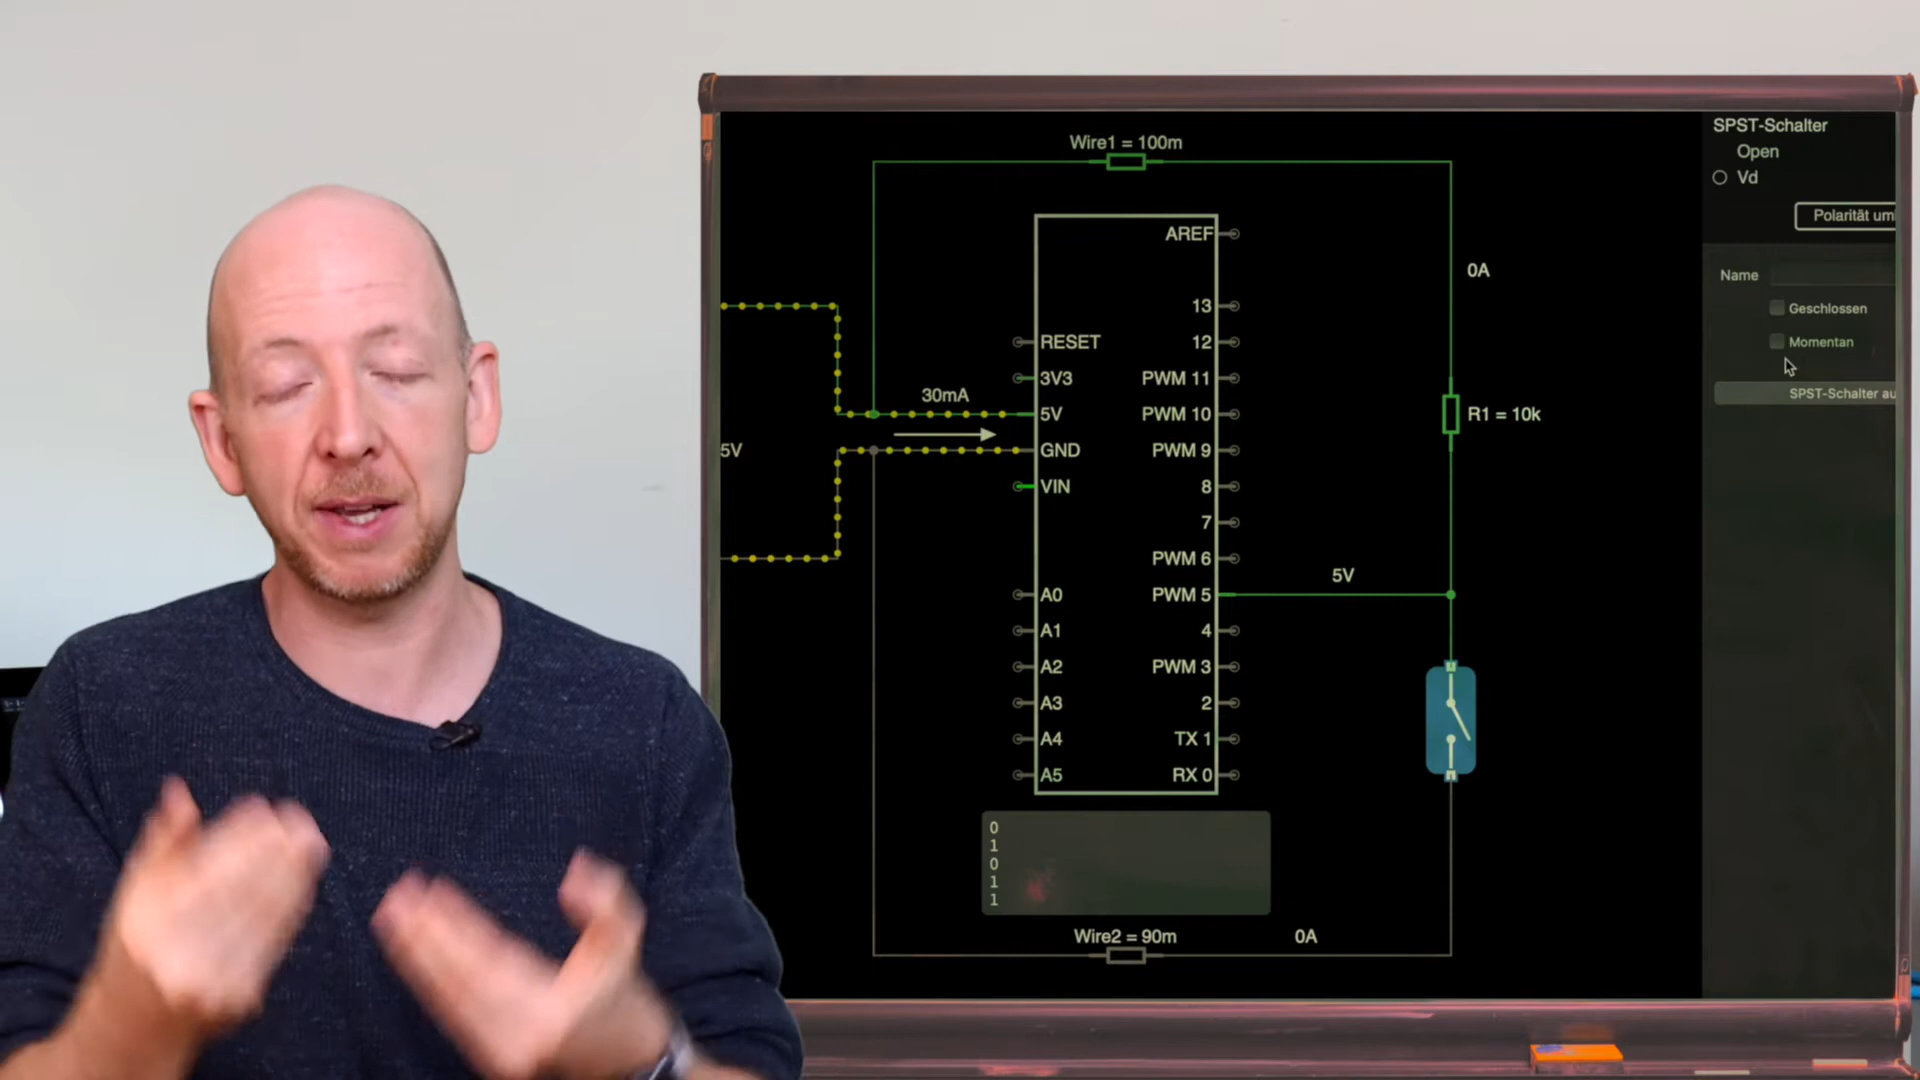 Wire1 = 100m
SPST-Schalter
Open
Vd
Polarität um
Name
Geschlossen
Momentan
SPST-Schalter au
0A
AREF
13
RESET
12
3V3
PWM 11
30mA
5V
PWM 10
R1 = 10k
5V
GND
PWM 9
VIN
8
7
PWM 6
5V
A0
PWM 5
A1
4
A2
PWM 3
A3
2
A4
TX 1
A5
RX 0
0
1
0
1
1
Wire2 = 90m
0A